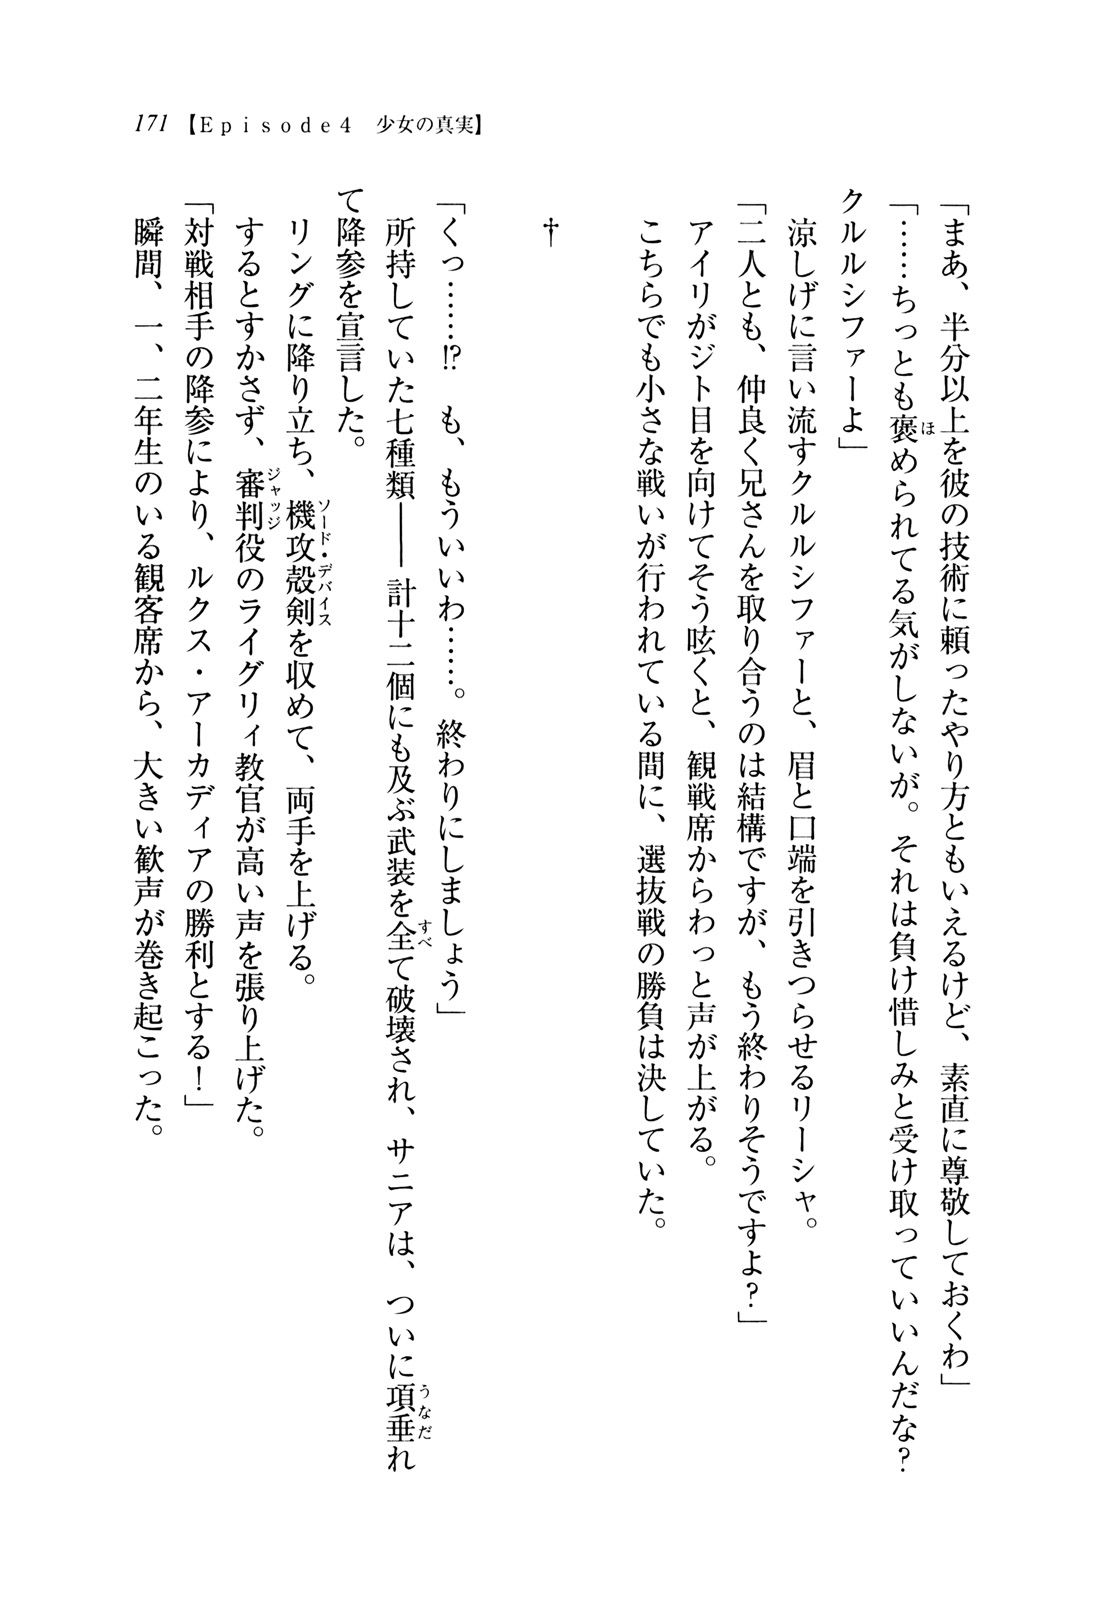 171【Episode4　少女の真実】
「まあ、半分以上を彼の技術に頼ったやり方ともいえるけど、素直に尊敬しておくわ」
「……ちっとも褒められてる気がしないが。それは負け惜しみと受け取っていいんだな？
クルルシファーよ」
　涼しげに言い流すクルルシファーと、眉と口端を引きつらせるリーシャ。
「二人とも、仲良く兄さんを取り合うのは結構ですが、もう終わりそうですよ？」
　アイリがジト目を向けてそう呟くと、観戦席からわっと声が上がる。
　こちらでも小さな戦いが行われている間に、選抜戦の勝負は決していた。
†
「くっ……!?　も、もういいわ……。終わりにしましょう」
　所持していた七種類――計十二個にも及ぶ武装を全て破壊され、サニアは、ついに項垂れ
て降参を宣言した。
　リングに降り立ち、機攻殻剣を収めて、両手を上げる。
　するとすかさず、審判役のライグリィ教官が高い声を張り上げた。
「対戦相手の降参により、ルクス・アーカディアの勝利とする！」
　瞬間、一、二年生のいる観客席から、大きい歓声が巻き起こった。
ほ
すべ
うなだ
ソード・デバイス
ジャッジ